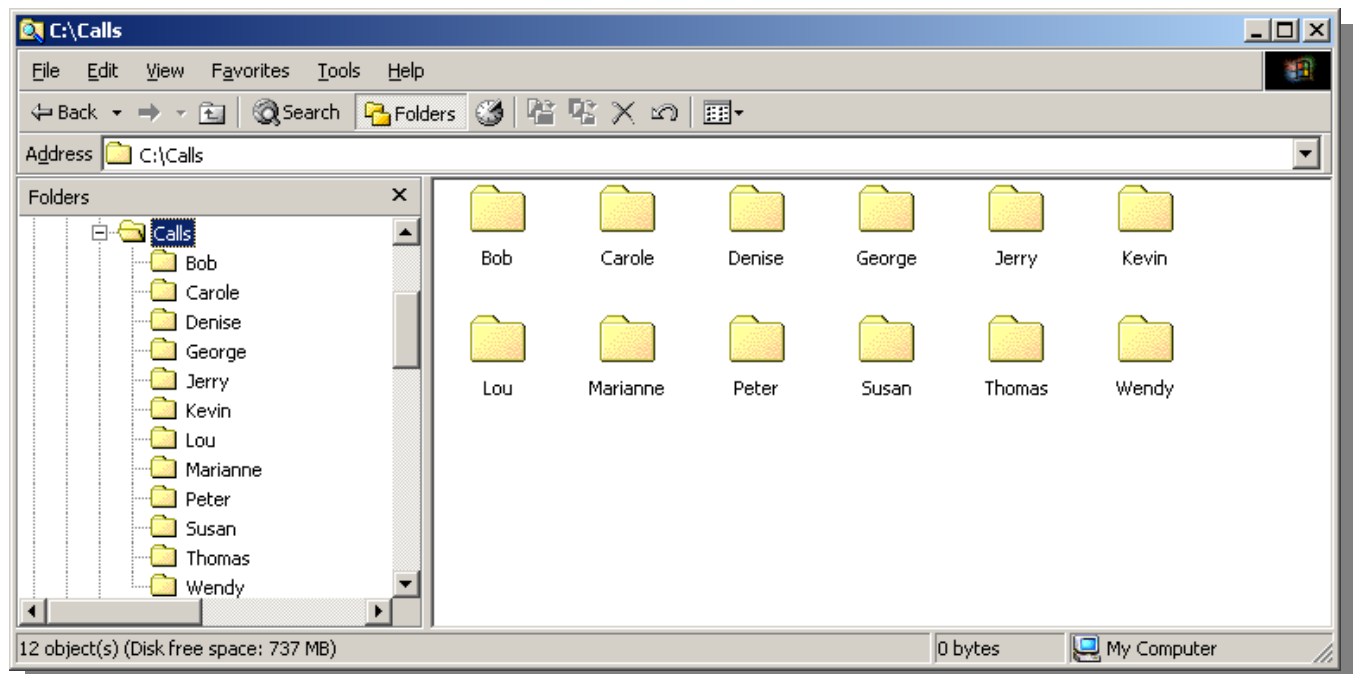 C:\Calls
File Edit View Favorites Tools Help
Back Search Folders
Address C:\Calls
Folders
Calls
Bob
Carole
Denise
George
Jerry
Kevin
Lou
Marianne
Peter
Susan
Thomas
Wendy
Bob Carole Denise George Jerry Kevin
Lou Marianne Peter Susan Thomas Wendy
12 object(s) (Disk free space: 737 MB) 0 bytes My Computer